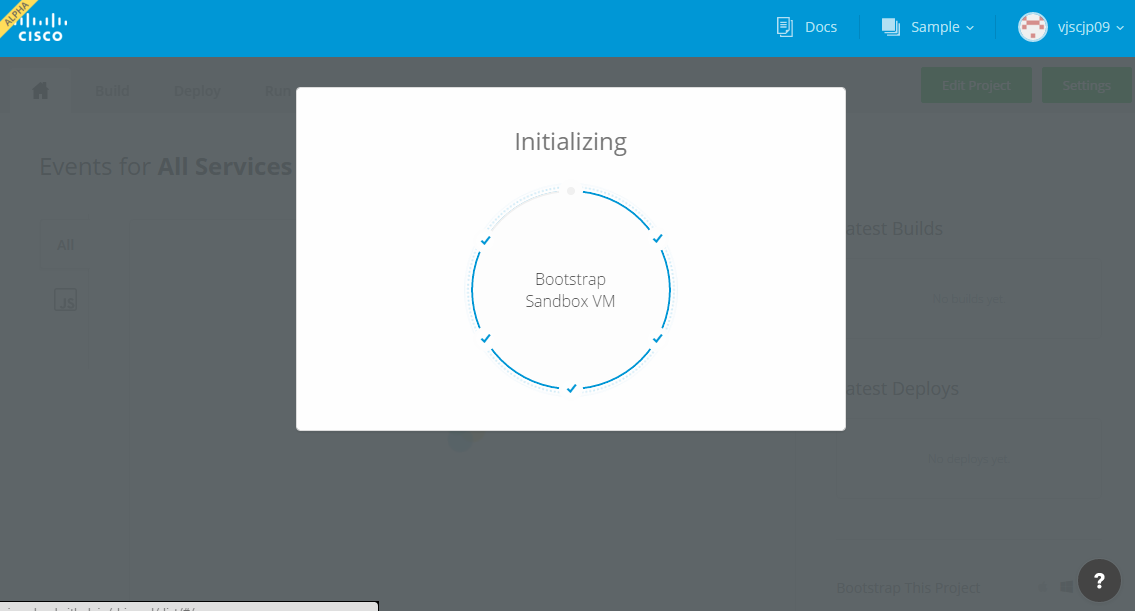 ALPHA
CISCO
Docs
Sample
vjscjp09
Build
Deploy
Run
Edit Project
Settings
Initializing
Events for All Services
All
JS
Bootstrap
Sandbox VM
atest Builds
atest Deploys
Bootstrap This Project
?